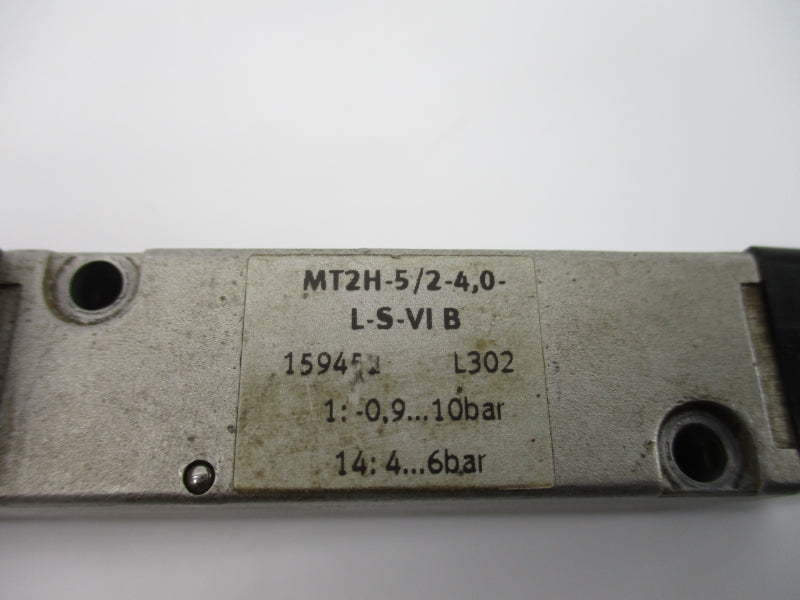 MT2H-5/2-4,0-
L-S-VI B
L302
1: -0,9...10bar
14: 4...6bar